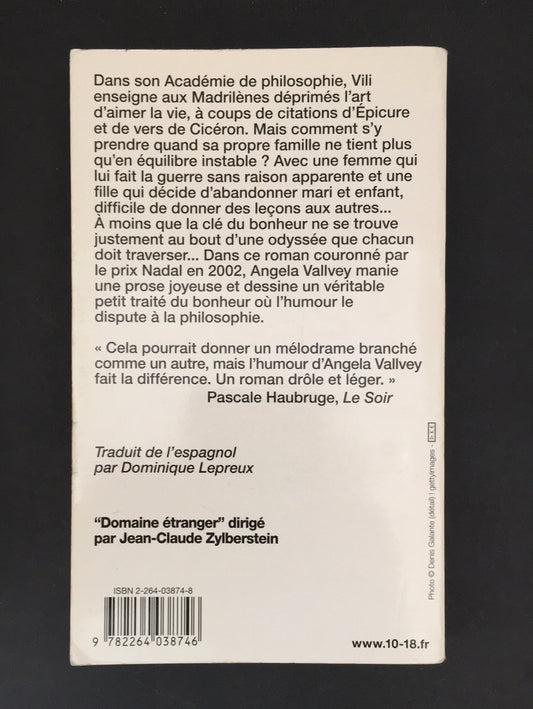 Dans son Académie de philosophie, Vili
enseigne aux Madrilènes déprimés l'art
d'aimer la vie, à coups de citations d'Épicure
et de vers de Cicéron. Mais comment s'y
prendre quand sa propre famille ne tient plus
qu'en équilibre instable ? Avec une femme qui
lui fait la guerre sans raison apparente et une
fille qui décide d'abandonner mari et enfant,
difficile de donner des leçons aux autres...
À moins que la clé du bonheur ne se trouve
justement au bout d'une odyssée que chacun
doit traverser... Dans ce roman couronné par
le prix Nadal en 2002, Angela Vallvey manie
une prose joyeuse et dessine un véritable
petit traité du bonheur où l'humour le
dispute à la philosophie.
« Cela pourrait donner un mélodrame branché
comme un autre, mais l'humour d'Angela Vallvey
fait la différence. Un roman drôle et léger. »
Pascale Haubruge, Le Soir
Traduit de l'espagnol
par Dominique Lepreux
"Domaine étranger" dirigé
par Jean-Claude Zylberstein
ISBN 2-264-03874-8
9 782264 038746
www.10-18.fr
Photo © Denis Galante (détail) / gettyimages -